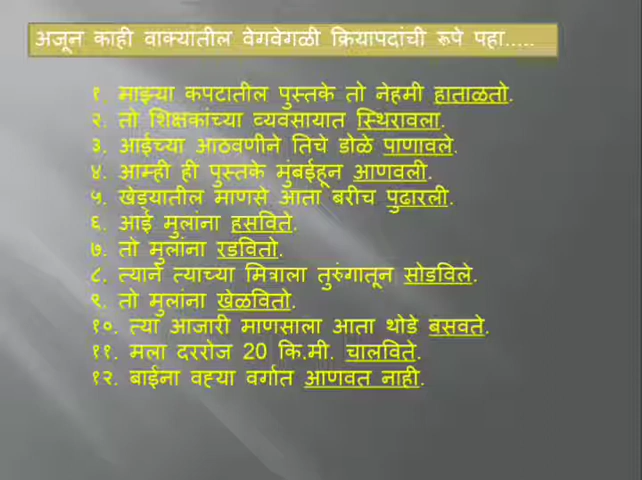 अजून काही वाक्यांतील वेगवेगळी क्रियापदांची रूपे पहा.....
१. माझ्या कपटातील पुस्तके तो नेहमी हाताळतो.
२. तो शिक्षकांच्या व्यवसायात स्थिरावला.
३. आईच्या आठवणीने तिचे डोळे पाणावले.
४. आम्ही ही पुस्तके मुंबईहून आणवली.
५. खेड्यातील माणसे आता बरीच पुढारली.
६. आई मुलांना हसविते.
७. तो मुलांना रडवितो.
८. त्याने त्याच्या मित्राला तुरुंगातून सोडविले.
९. तो मुलांना खेळवितो.
१०. त्या आजारी माणसाला आता थोडे बसवते.
११. मला दररोज 20 कि.मी. चालविते.
१२. बाईना वह्या वर्गात आणवत नाही.